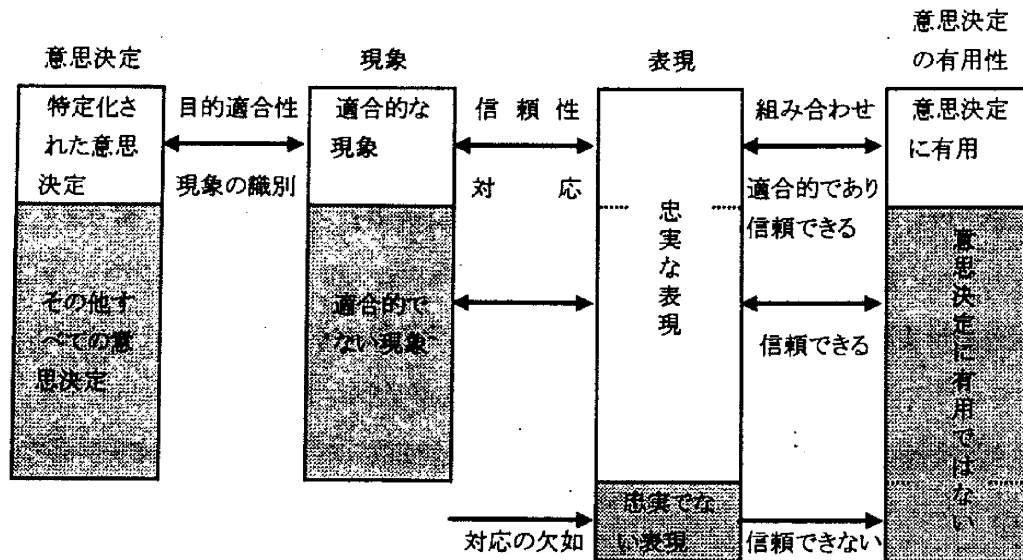 意思決定
の有用性
意思決定
現象
表現
特定化さ
れた意思
決定
目的適合性
現象の識別
適合的な
現象
信頼性
対応
組み合わせ
適合的であり
信頼できる
意思決定
に有用
その他す
べての意
思決定
適合的で
ない現象
忠実な表現
信頼できる
意思決定に有用ではない
対応の欠如
忠実でな
い表現
信頼できない